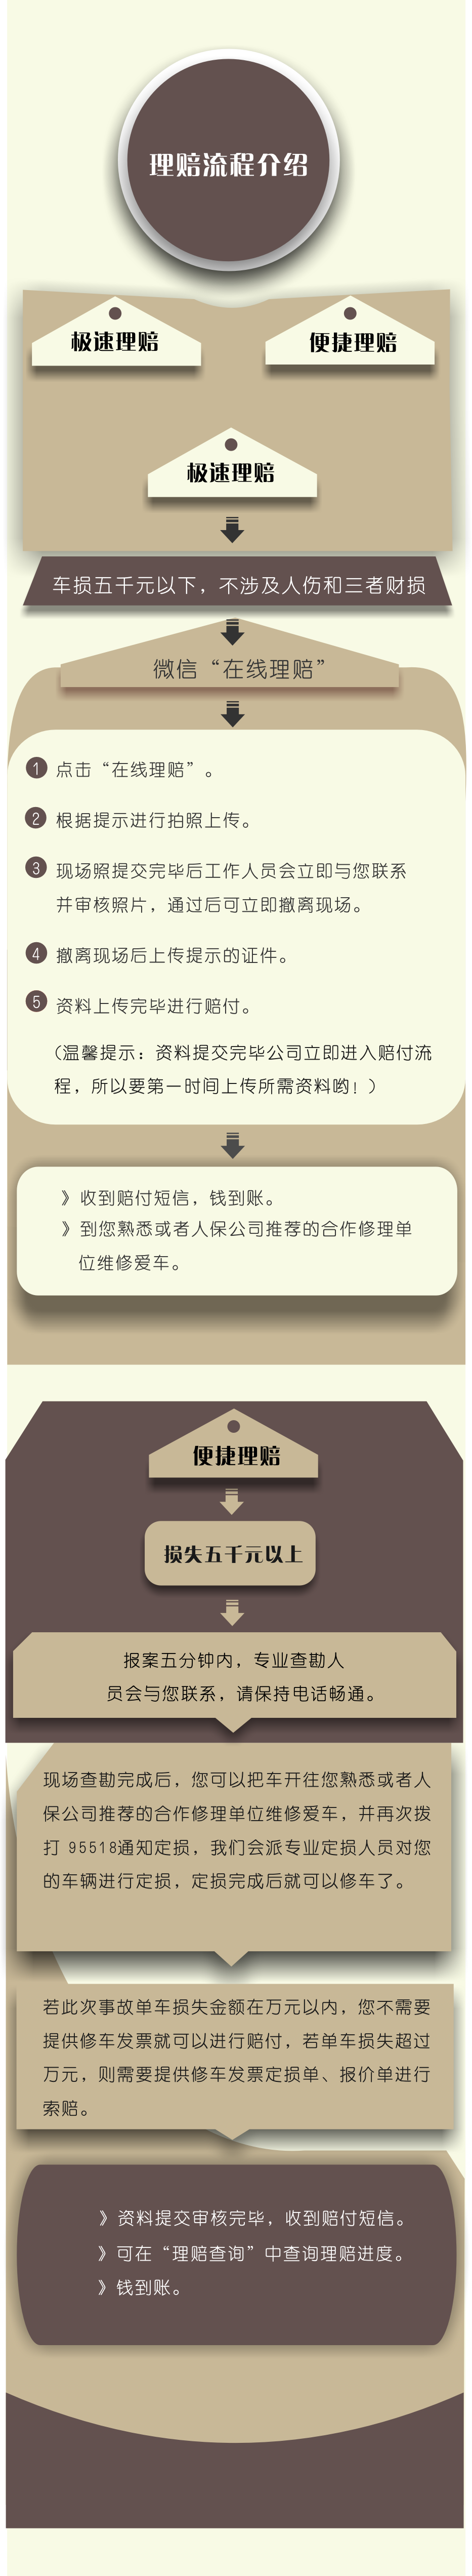 理赔流程介绍
极速理赔
便捷理赔
极速理赔
车损五千元以下，不涉及人伤和三者财损
微信“在线理赔”
1 点击“在线理赔”。
2 根据提示进行拍照上传。
3 现场照提交完毕后工作人员会立即与您联系
并审核照片，通过后可立即撤离现场。
4 撤离现场后上传提示的证件。
5 资料上传完毕进行赔付。
(温馨提示：资料提交完毕公司立即进入赔付流
程，所以要第一时间上传所需资料哟！)
》收到赔付短信，钱到账。
》到您熟悉或者人保公司推荐的合作修理单
位维修爱车。
便捷理赔
损失五千元以上
报案五分钟内，专业查勘人
员会与您联系，请保持电话畅通。
现场查勘完成后，您可以把车开往您熟悉或者人
保公司推荐的合作修理单位维修爱车，并再次拨
打 95518通知定损，我们会派专业定损人员对您
的车辆进行定损，定损完成后就可以修车了。
若此次事故单车损失金额在万元以内，您不需要
提供修车发票就可以进行赔付，若单车损失超过
万元，则需要提供修车发票定损单、报价单进行
索赔。
》资料提交审核完毕，收到赔付短信。
》可在“理赔查询”中查询理赔进度。
》钱到账。